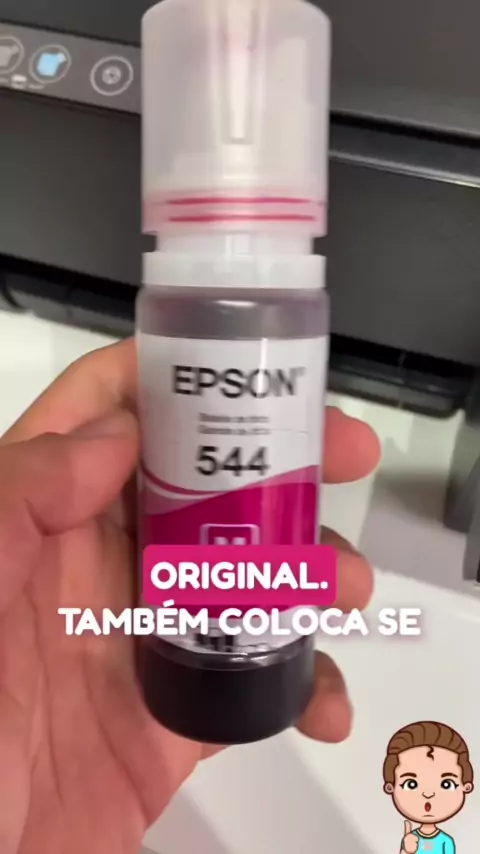 EPSON
544
ORIGINAL.
TAMBÉM COLOCA SE